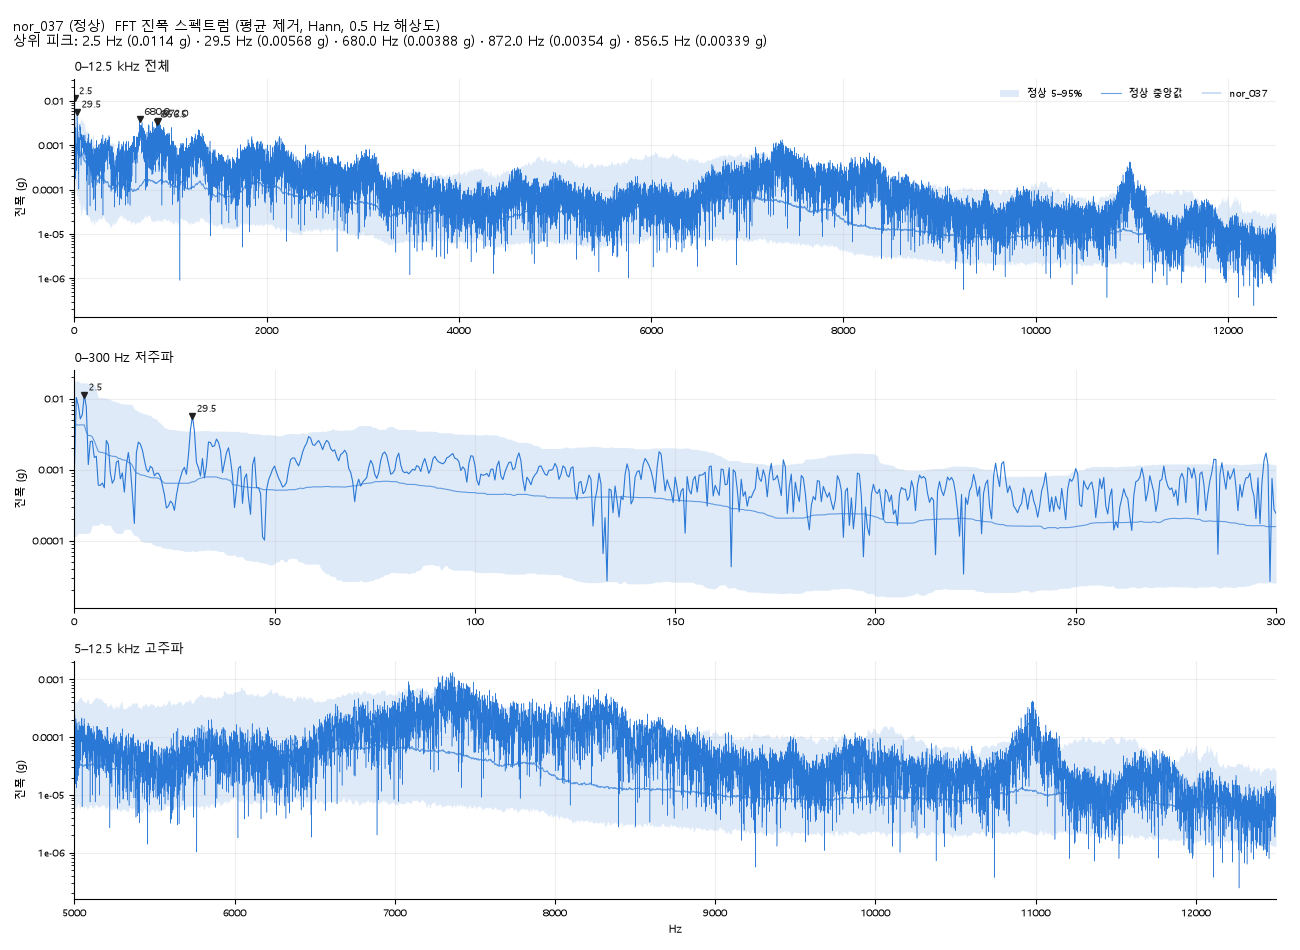 nor_037 (정상)  FFT 진폭 스펙트럼 (평균 제거, Hann, 0.5 Hz 해상도)
상위 피크: 2.5 Hz (0.0114 g) · 29.5 Hz (0.00568 g) · 680.0 Hz (0.00388 g) · 872.0 Hz (0.00354 g) · 856.5 Hz (0.00339 g)
0–12.5 kHz 전체
정상 5–95% 정상 중앙값 nor_037
2.5
29.5
0.01
0.001
0.0001
1e-05
1e-06
진폭 (g)
0 2000 4000 6000 8000 10000 12000
0–300 Hz 저주파
2.5
29.5
0.01
0.001
0.0001
진폭 (g)
0 50 100 150 200 250 300
5–12.5 kHz 고주파
0.001
0.0001
1e-05
1e-06
진폭 (g)
5000 6000 7000 8000 9000 10000 11000 12000
Hz